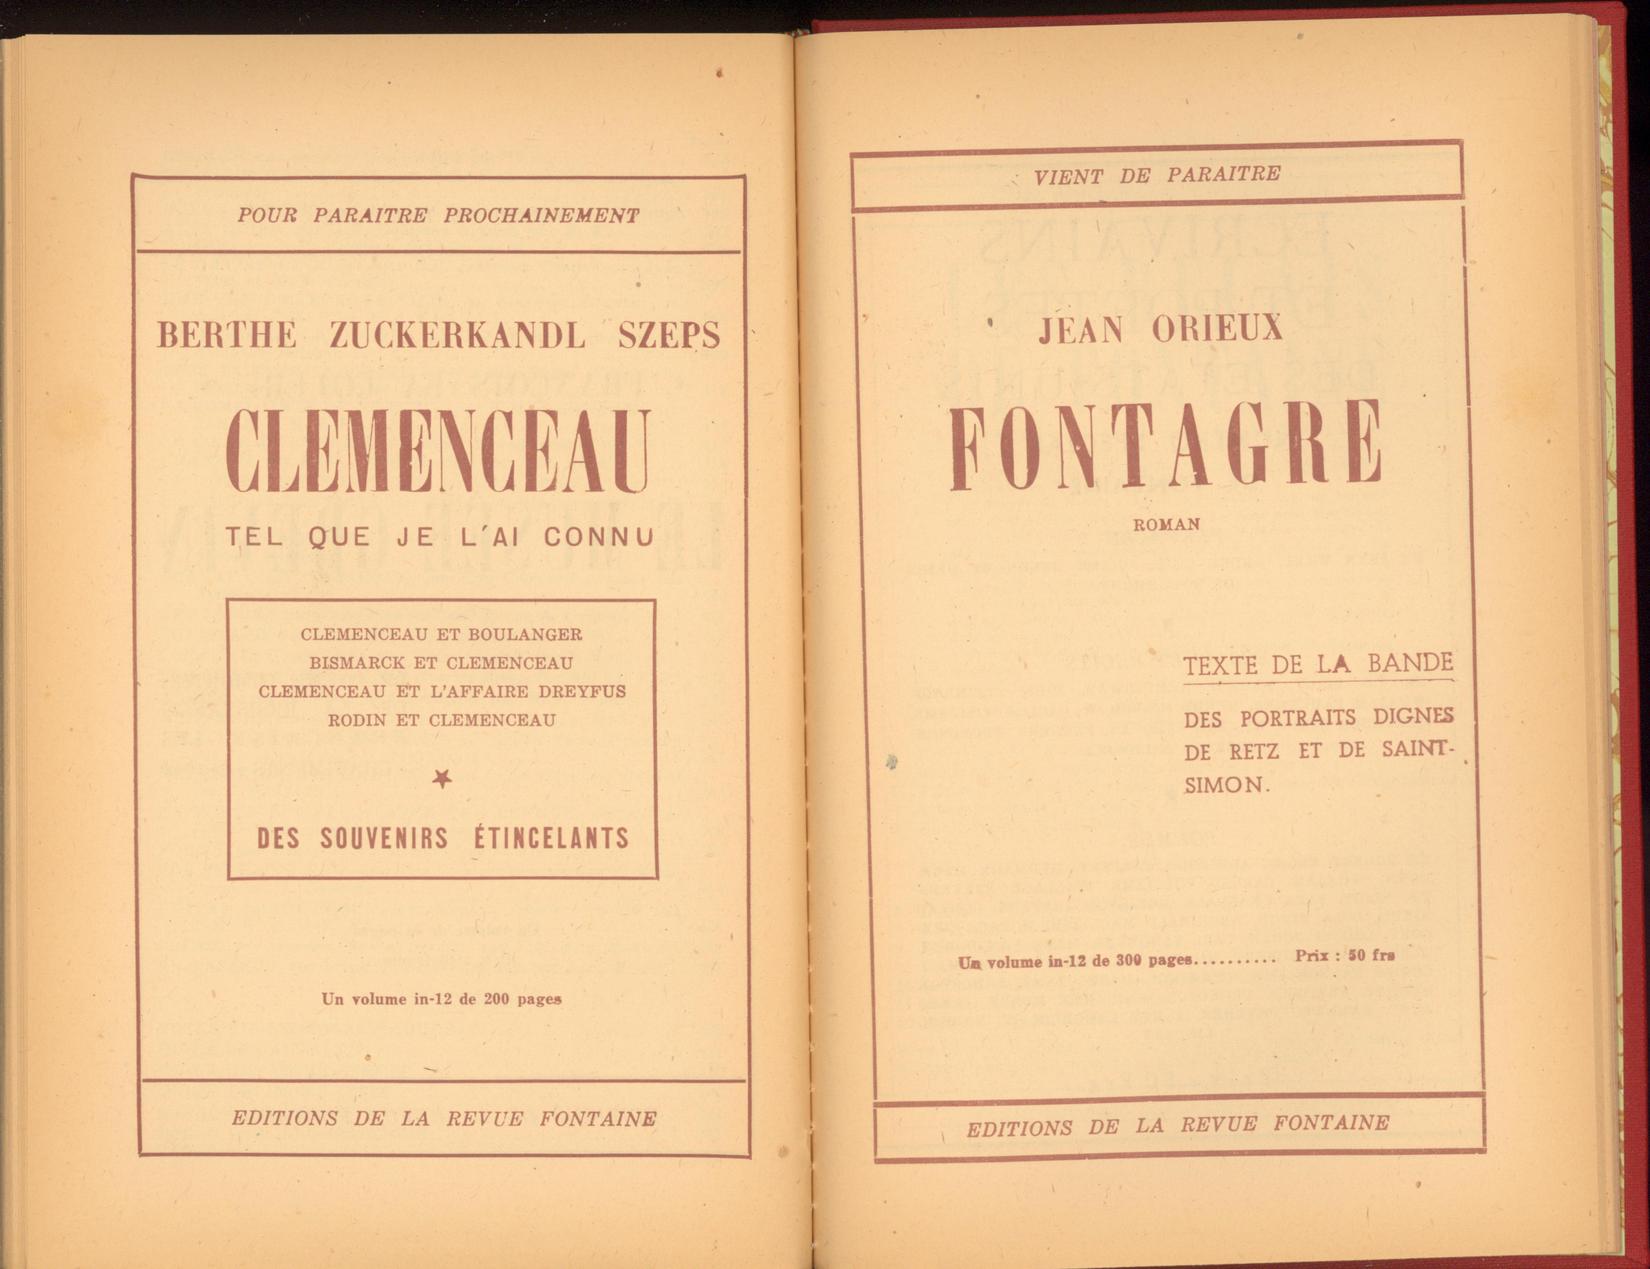 POUR PARAITRE PROCHAINEMENT
BERTHE ZUCKERKANDL SZEPS
CLEMENCEAU
TEL QUE JE L'AI CONNU
CLEMENCEAU ET BOULANGER
BISMARCK ET CLEMENCEAU
CLEMENCEAU ET L'AFFAIRE DREYFUS
RODIN ET CLEMENCEAU
★
DES SOUVENIRS ÉTINCELANTS
Un volume in-12 de 200 pages
EDITIONS DE LA REVUE FONTAINE
VIENT DE PARAITRE
JEAN ORIEUX
FONTAGRE
ROMAN
TEXTE DE LA BANDE
DES PORTRAITS DIGNES
DE RETZ ET DE SAINT-
SIMON.
Un volume in-12 de 300 pages.......... Prix : 50 frs
EDITIONS DE LA REVUE FONTAINE